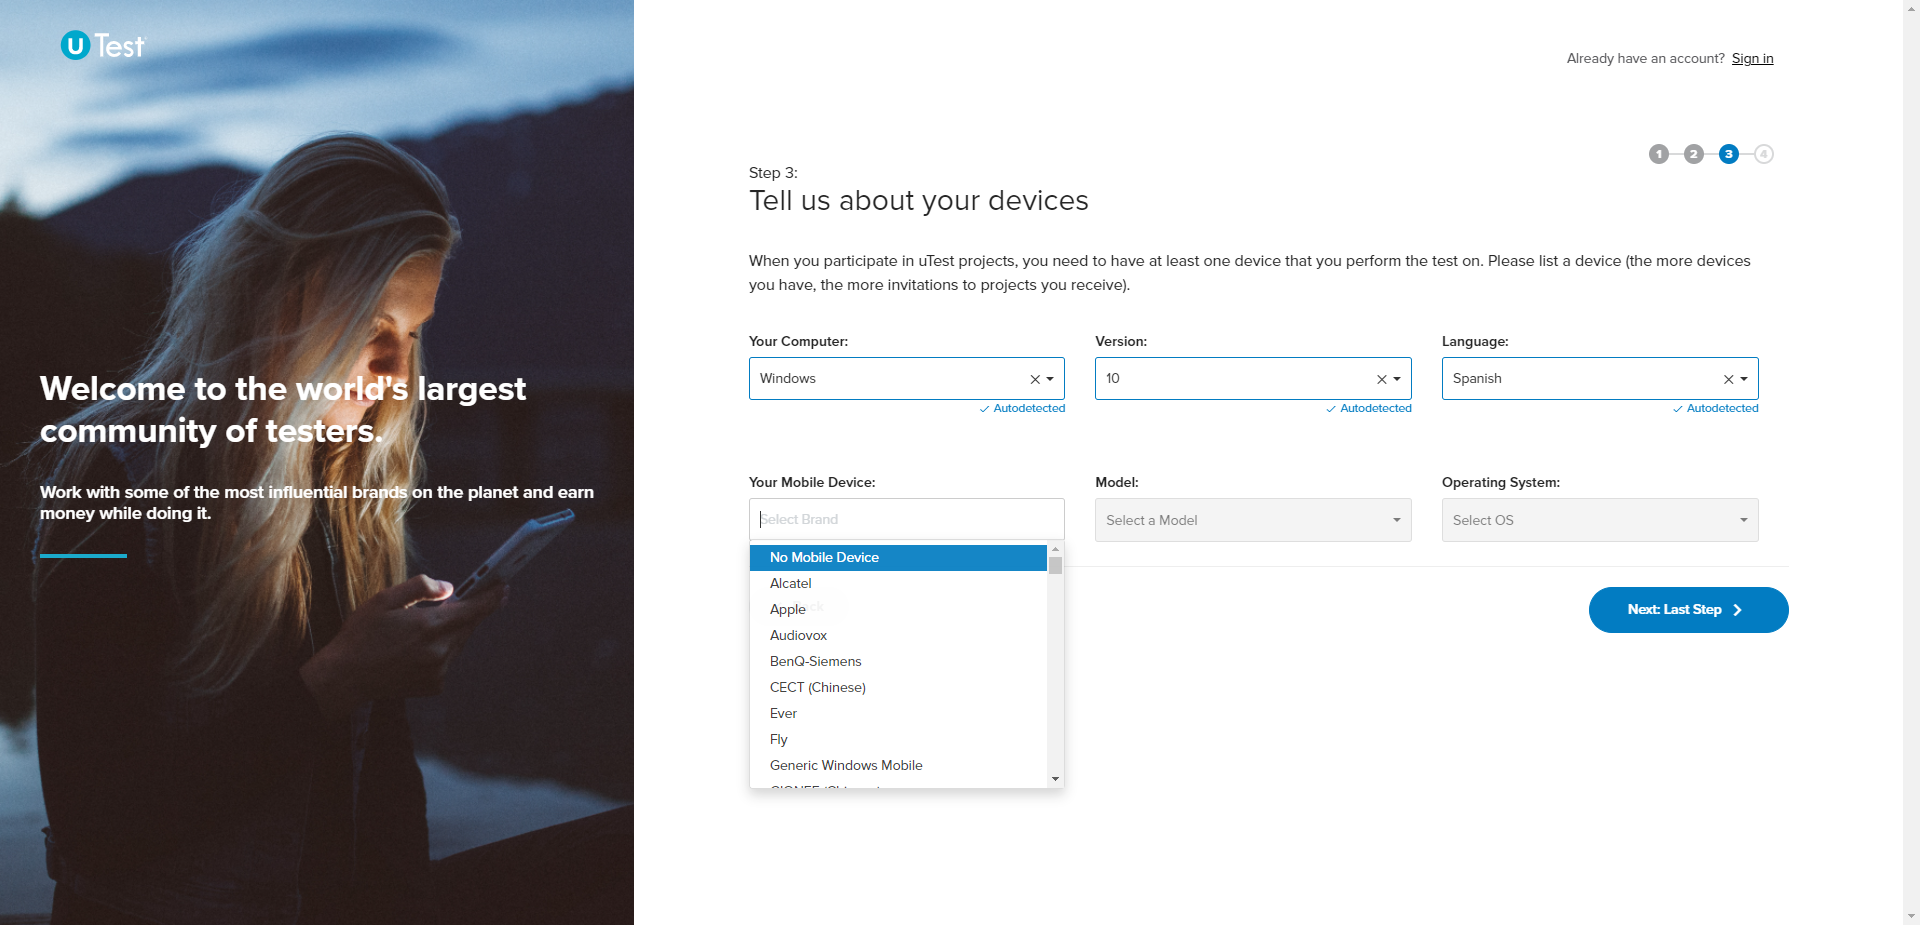 U Test
Already have an account? Sign in
1 2 3 4
Step 3:
Tell us about your devices
When you participate in uTest projects, you need to have at least one device that you perform the test on. Please list a device (the more devices
you have, the more invitations to projects you receive).
Welcome to the world's largest
community of testers.
Work with some of the most influential brands on the planet and earn
money while doing it.
Your Computer: Version: Language:
Windows 10 Spanish
Autodetected Autodetected Autodetected
Your Mobile Device: Model: Operating System:
Select Brand Select a Model Select OS
No Mobile Device
Alcatel
Apple
Audiovox
BenQ-Siemens
CECT (Chinese)
Ever
Fly
Generic Windows Mobile
Next: Last Step